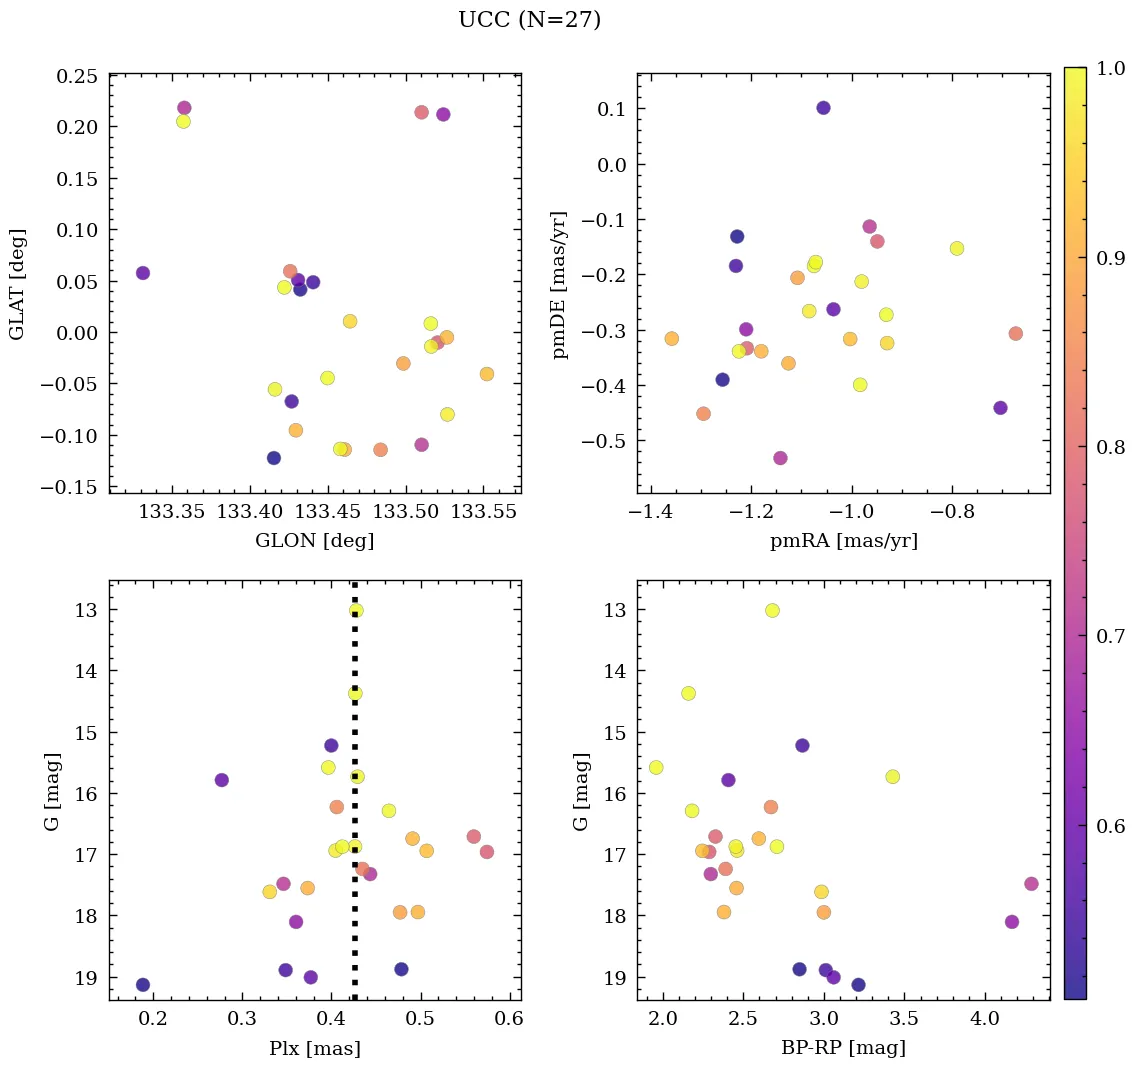 UCC (N=27)
0.25
0.20
0.15
0.10
0.05
0.00
−0.05
−0.10
−0.15
GLAT [deg]
133.35 133.40 133.45 133.50 133.55
GLON [deg]
0.1
0.0
−0.1
−0.2
−0.3
−0.4
−0.5
pmDE [mas/yr]
−1.4 −1.2 −1.0 −0.8
pmRA [mas/yr]
13
14
15
16
17
18
19
G [mag]
0.2 0.3 0.4 0.5 0.6
Plx [mas]
13
14
15
16
17
18
19
G [mag]
2.0 2.5 3.0 3.5 4.0
BP-RP [mag]
1.0
0.9
0.8
0.7
0.6